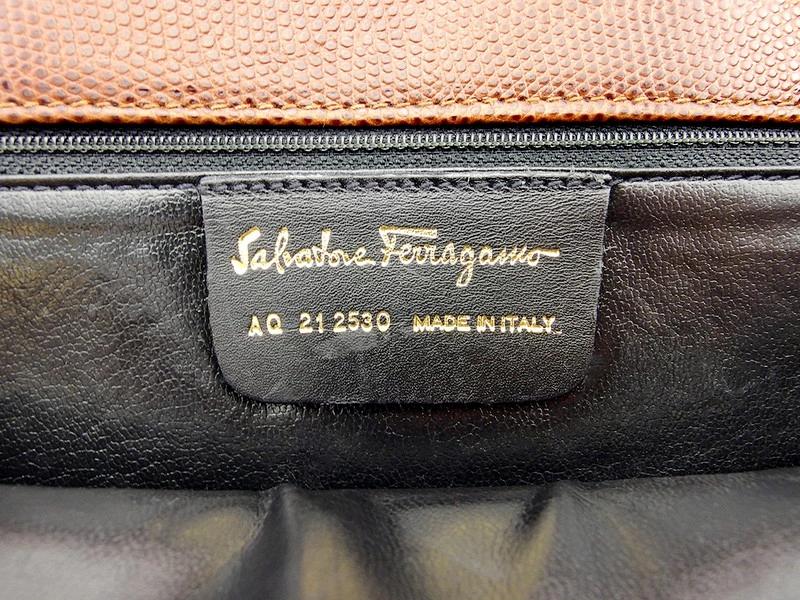 Salvatore Ferragamo
AQ 21 2530 MADE IN ITALY